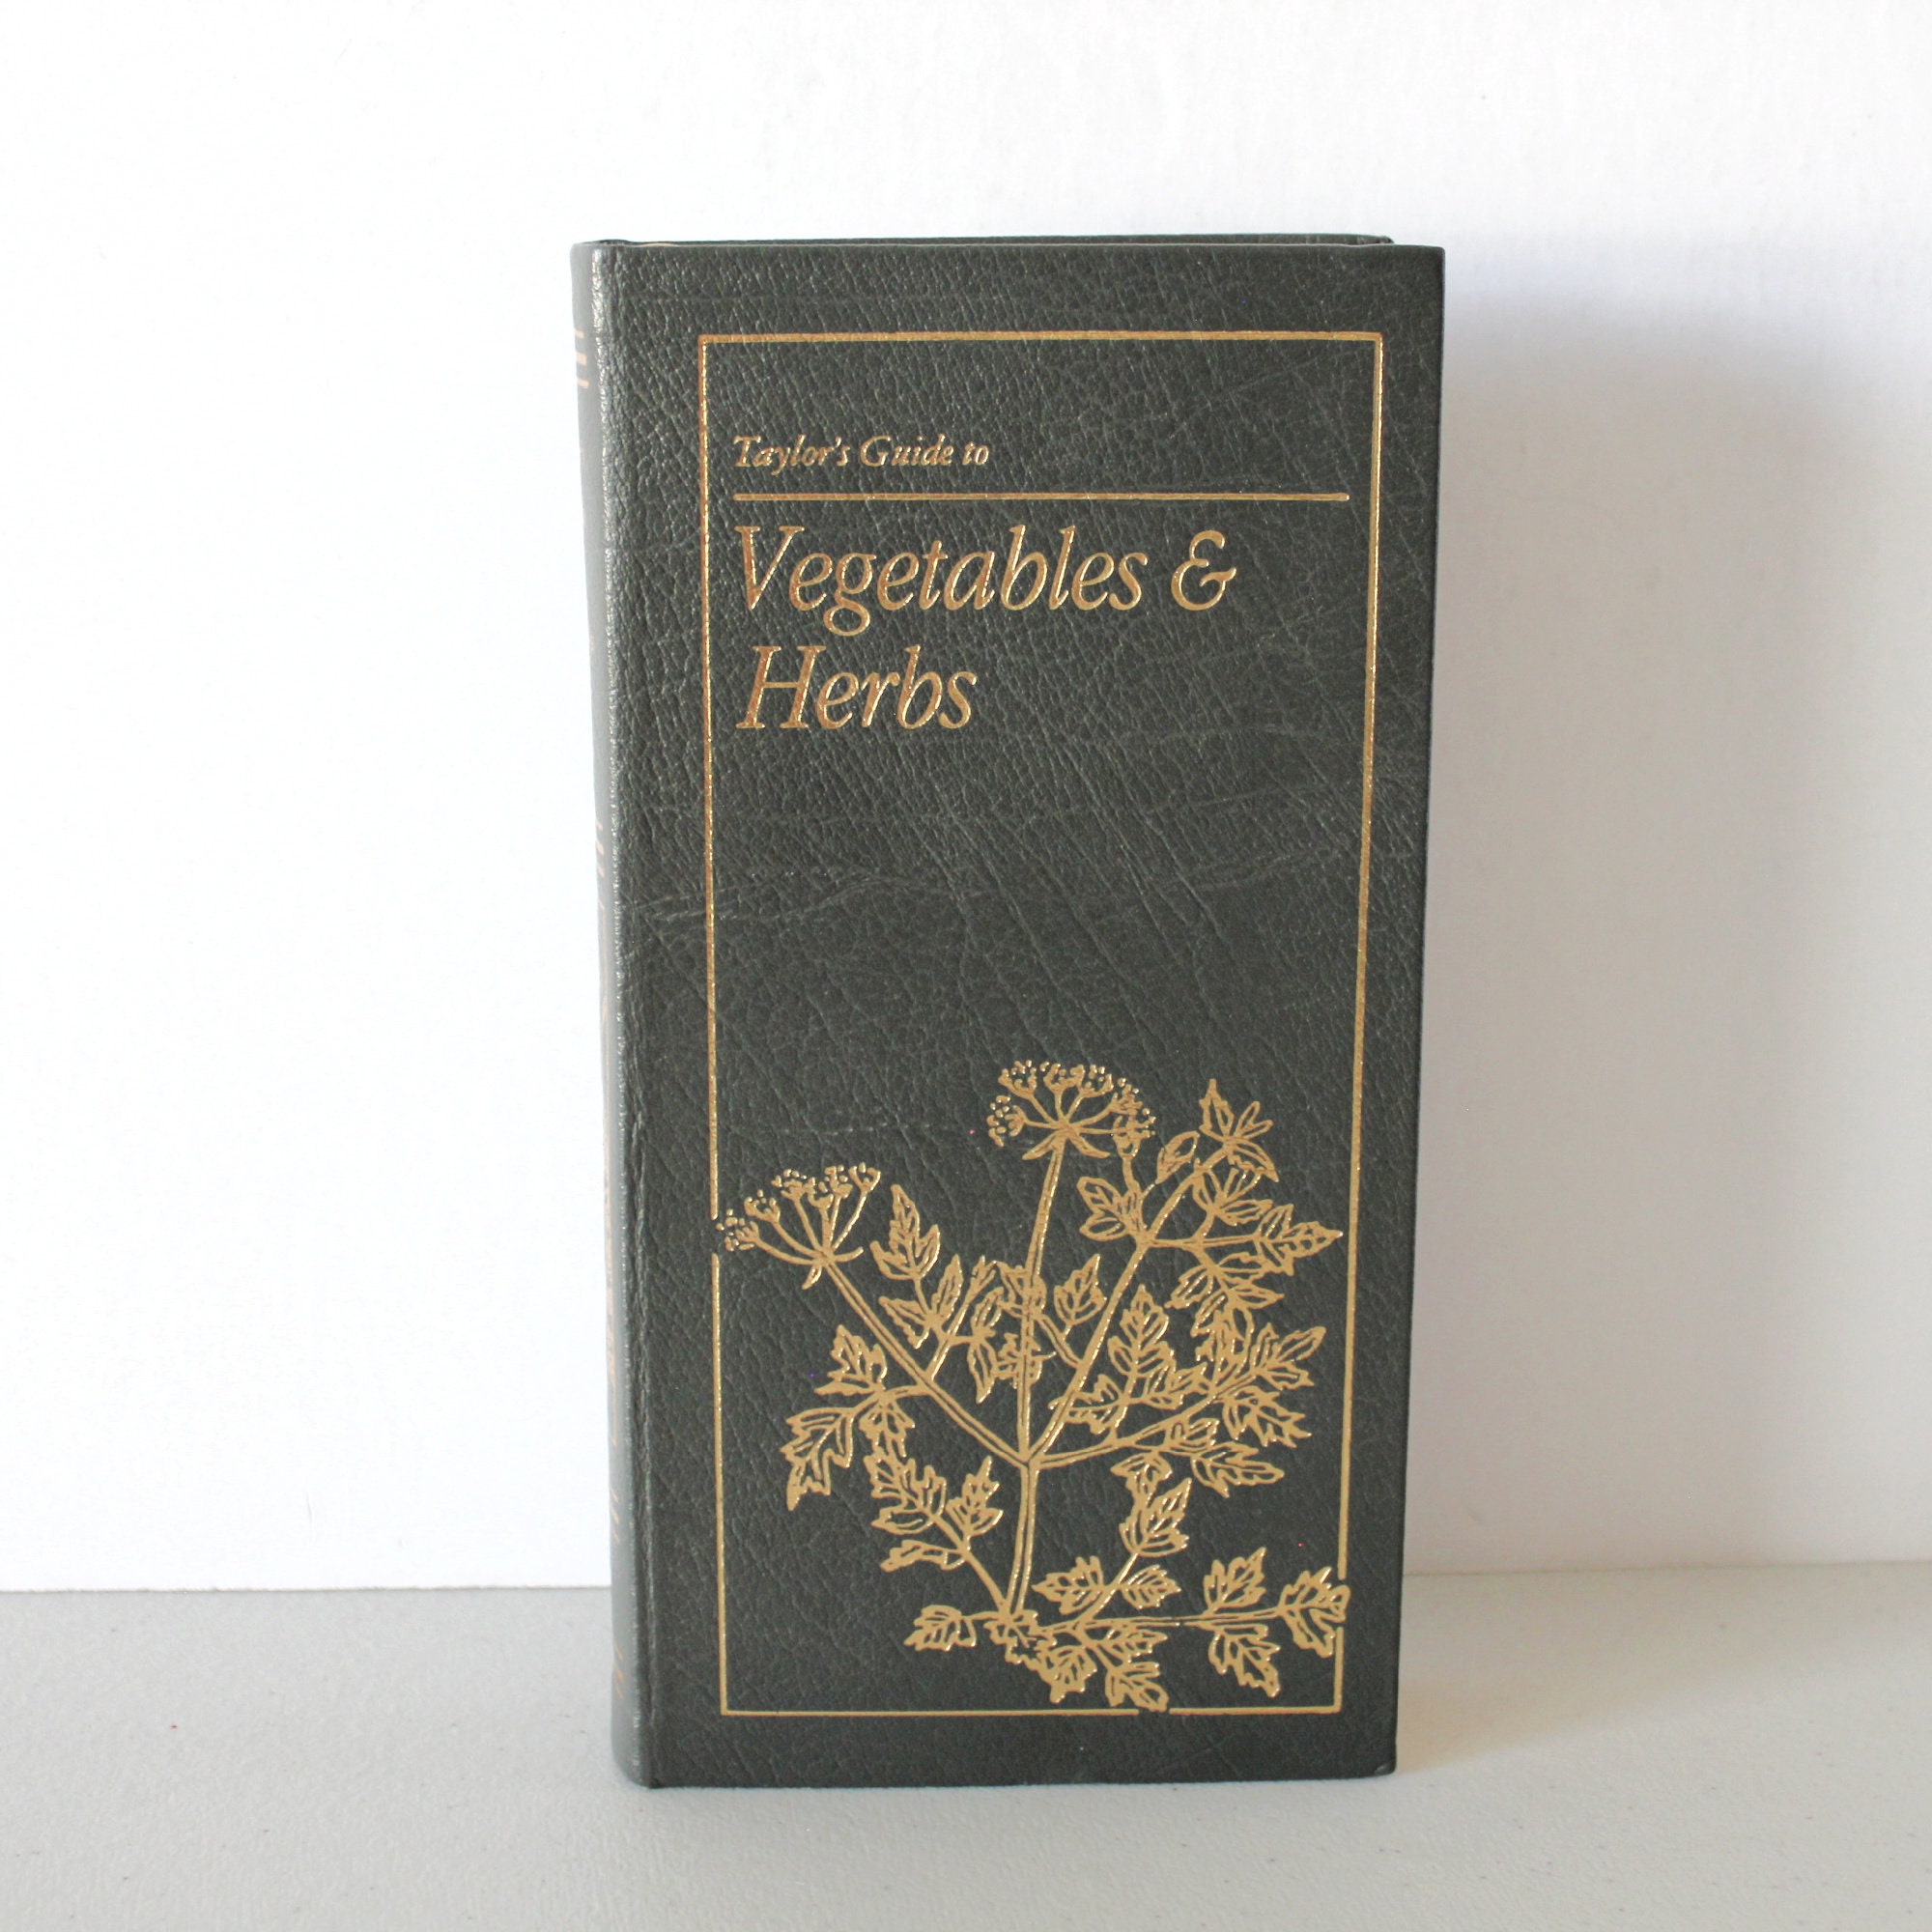 Taylor's Guide to
Vegetables &
Herbs